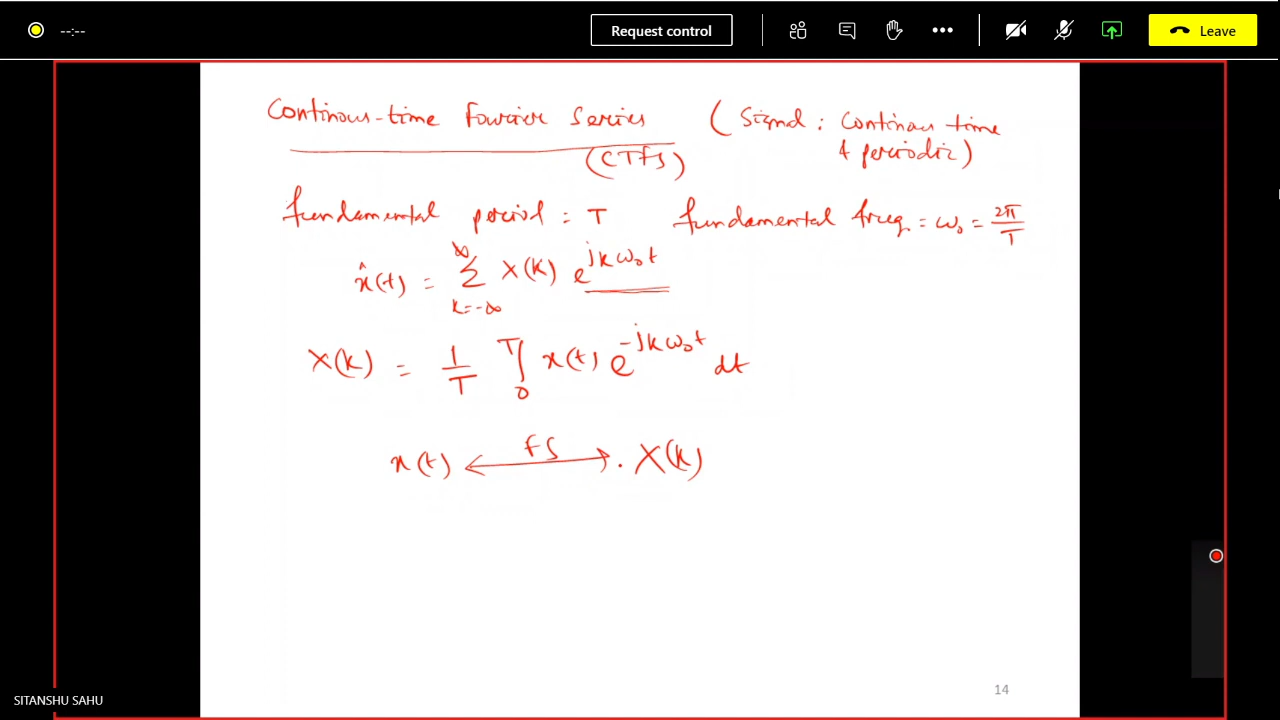 --:--
Request control
Leave
Continous-time Fourier Series (Signal : Continous time
(CTFS) & periodic)
fundamental period = T fundamental freq. = ω₀ = 2π/T
x̂(t) = ∑_{k=-∞}^{∞} X(k) e^{jkω₀t}
X(k) = 1/T ∫_0^T x(t) e^{-jkω₀t} dt
x(t) ⟷^{FS} . X(k)
14
SITANSHU SAHU